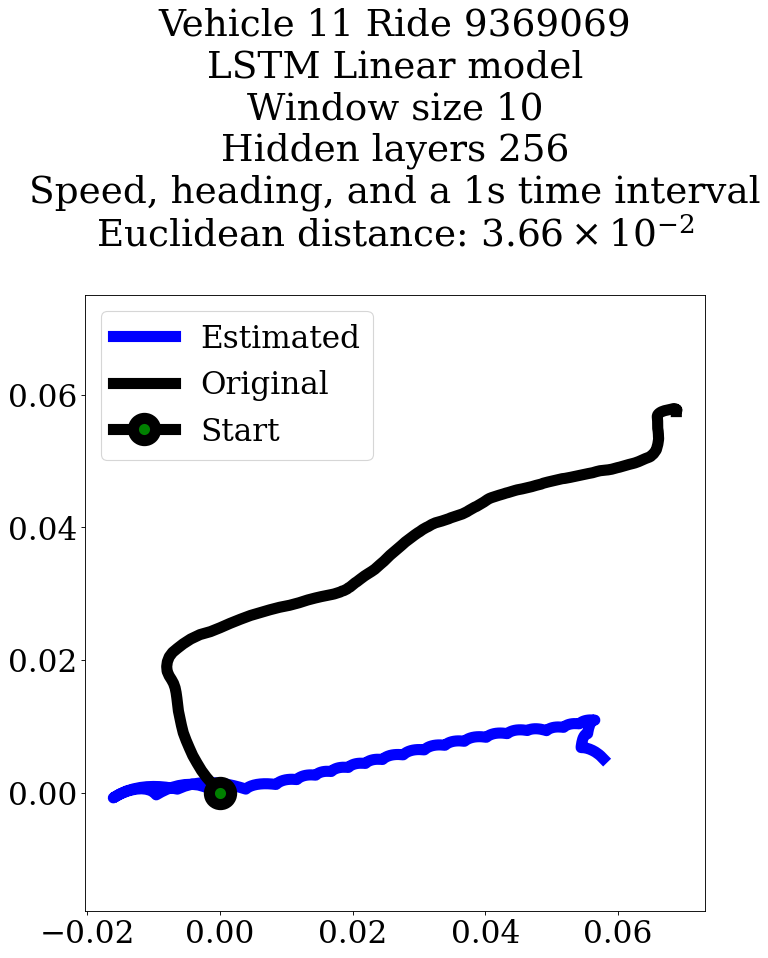 Vehicle 11 Ride 9369069
LSTM Linear model
Window size 10
Hidden layers 256
Speed, heading, and a 1s time interval
Euclidean distance: 3.66 × 10⁻²
Estimated
Original
Start
0.06
0.04
0.02
0.00
−0.02 0.00 0.02 0.04 0.06